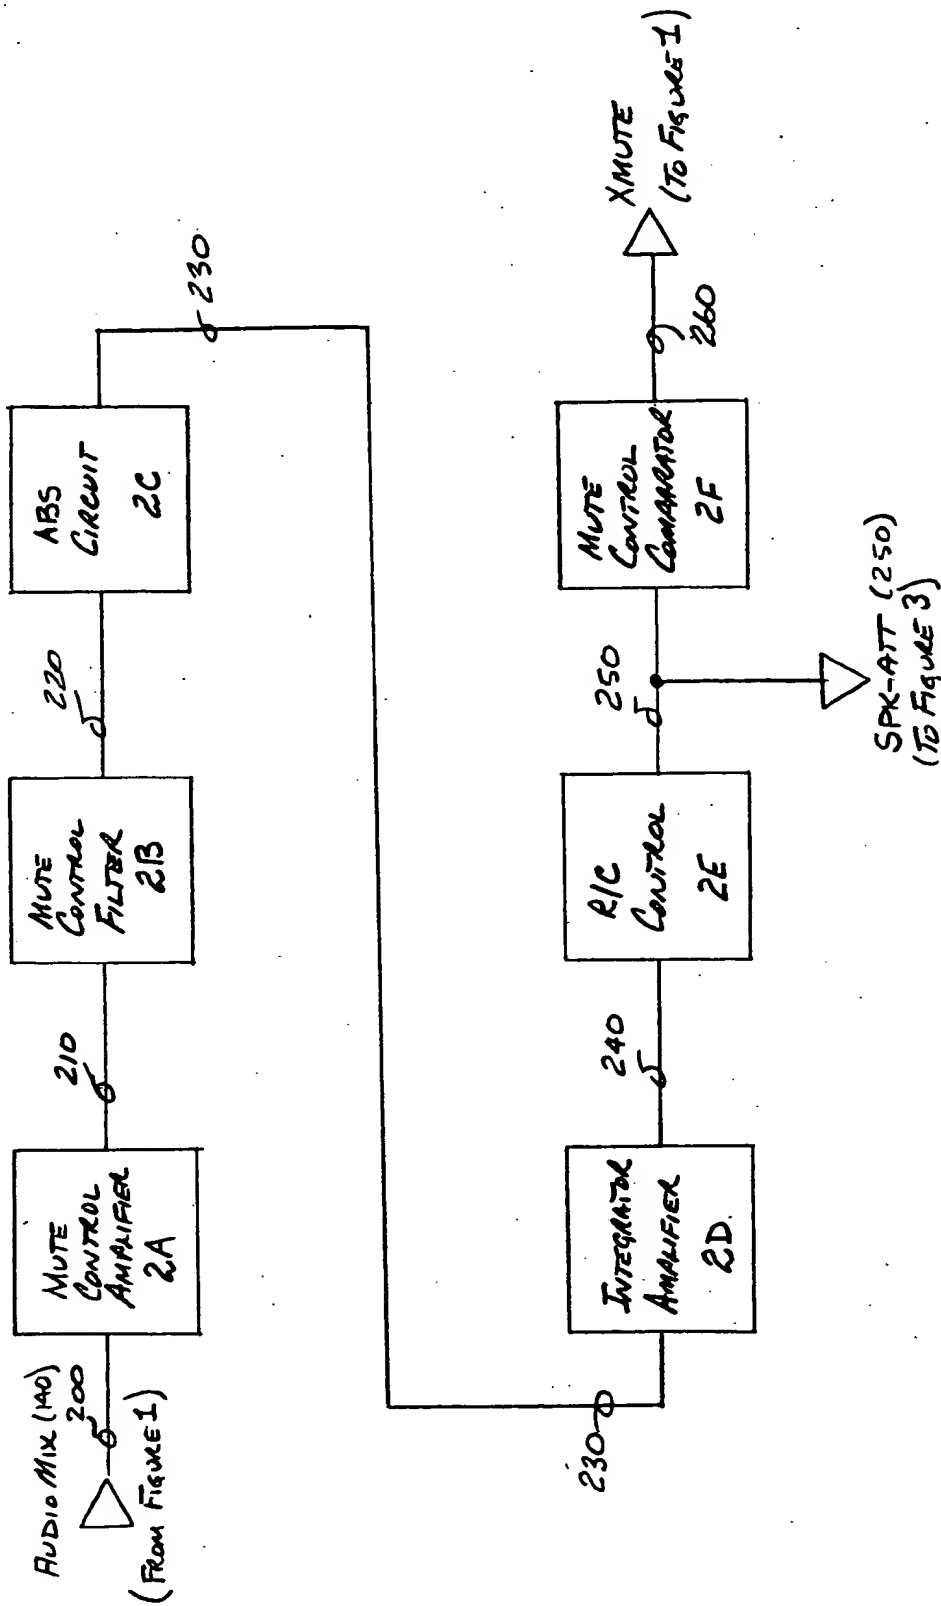 AUDIO MIX (140)
200
(FROM FIGURE 1)
MUTE
CONTROL
AMPLIFIER
2A
210
MUTE
CONTROL
FILTER
2B
220
ABS
CIRCUIT
2C
230
230
INTEGRATOR
AMPLIFIER
2D
240
R/C
CONTROL
2E
250
MUTE
CONTROL
COMPARATOR
2F
260
XMUTE
(TO FIGURE 1)
SPK-ATT (250)
(TO FIGURE 3)